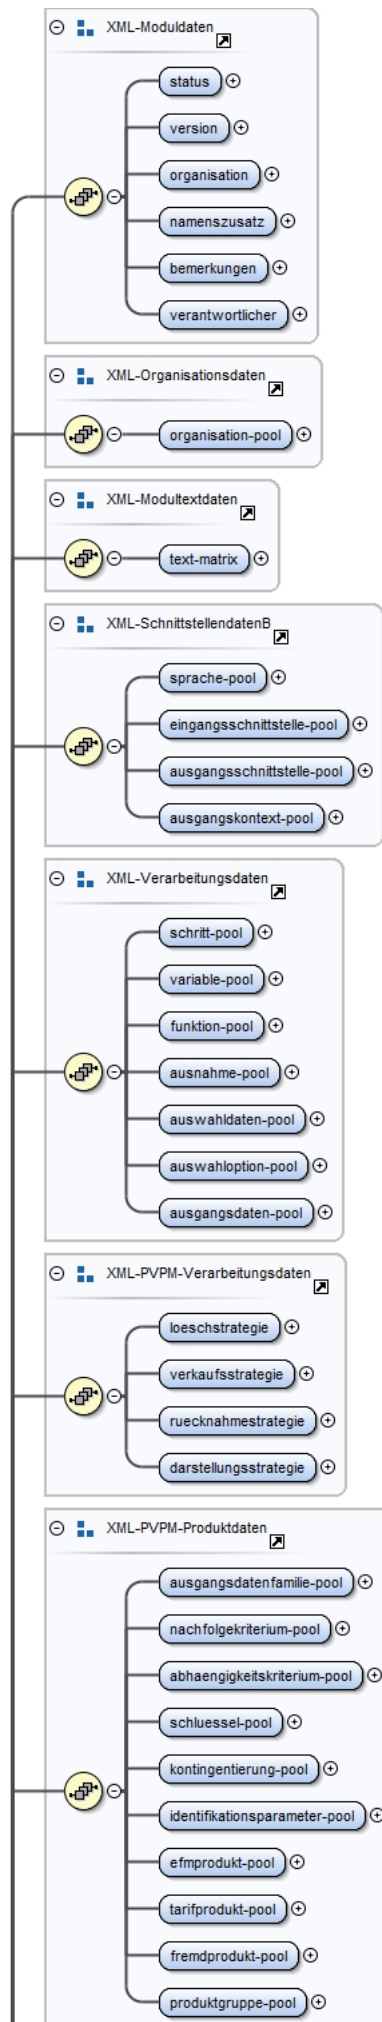 XML-Moduldaten
status
version
organisation
namenszusatz
bemerkungen
verantwortlicher
XML-Organisationsdaten
organisation-pool
XML-Modultextdaten
text-matrix
XML-SchnittstellendatenB
sprache-pool
eingangsschnittstelle-pool
ausgangsschnittstelle-pool
ausgangskontext-pool
XML-Verarbeitungsdaten
schritt-pool
variable-pool
funktion-pool
ausnahme-pool
auswahldaten-pool
auswahloption-pool
ausgangsdaten-pool
XML-PVPM-Verarbeitungsdaten
loeschstrategie
verkaufsstrategie
ruecknahmestrategie
darstellungsstrategie
XML-PVPM-Produktdaten
ausgangsdatenfamilie-pool
nachfolgekriterium-pool
abhaengigkeitskriterium-pool
schluessel-pool
kontingentierung-pool
identifikationsparameter-pool
efmprodukt-pool
tarifprodukt-pool
fremdprodukt-pool
produktgruppe-pool